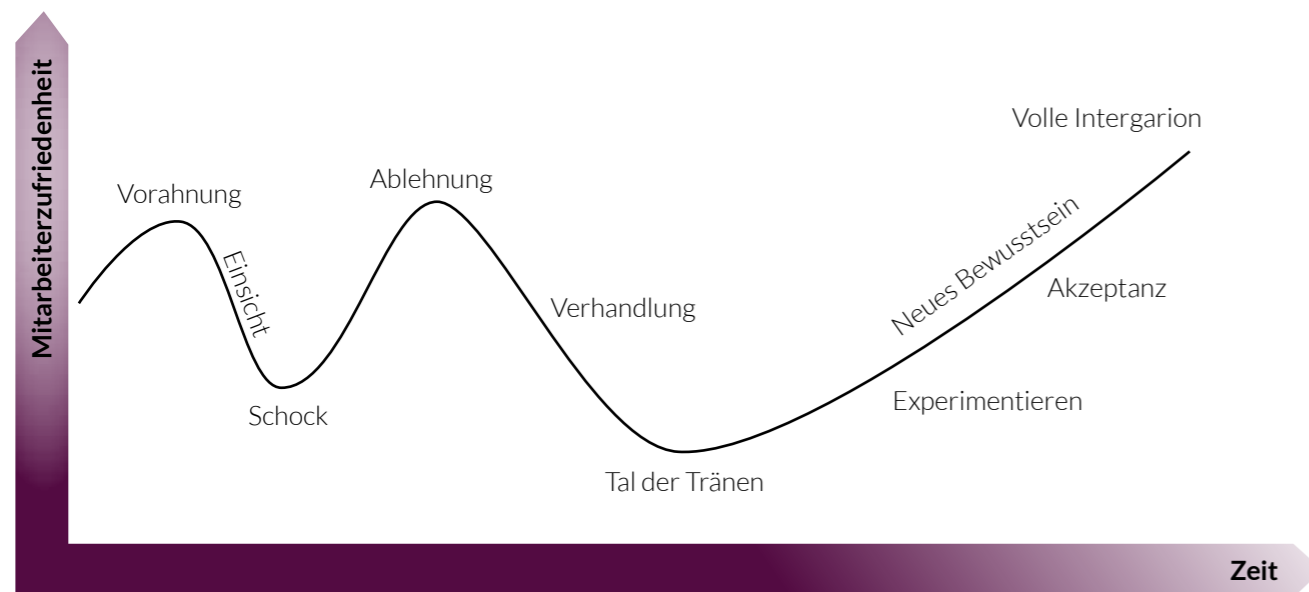 Mitarbeiterzufriedenheit
Vorahnung
Einsicht
Schock
Ablehnung
Verhandlung
Tal der Tränen
Experimentieren
Neues Bewusstsein
Akzeptanz
Volle Intergarion
Zeit